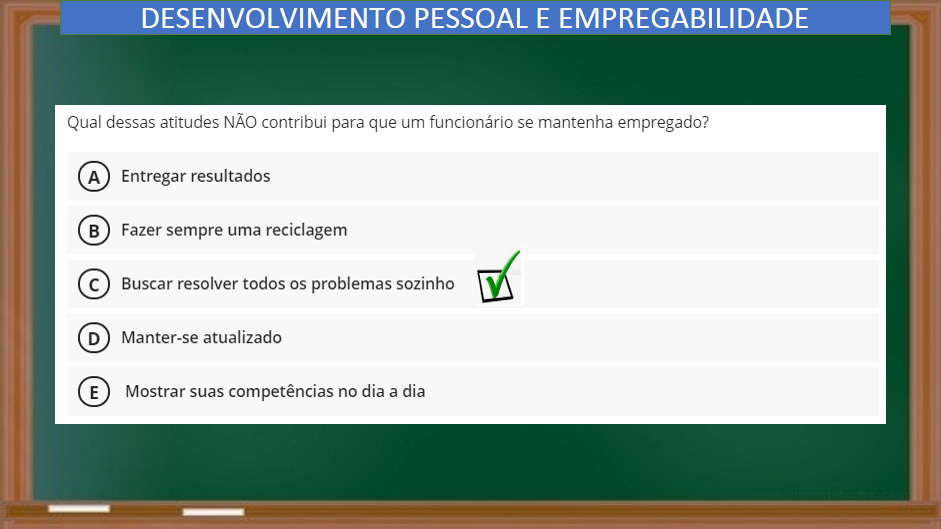 DESENVOLVIMENTO PESSOAL E EMPREGABILIDADE
Qual dessas atitudes NÃO contribui para que um funcionário se mantenha empregado?
A Entregar resultados
B Fazer sempre uma reciclagem
C Buscar resolver todos os problemas sozinho
D Manter-se atualizado
E Mostrar suas competências no dia a dia